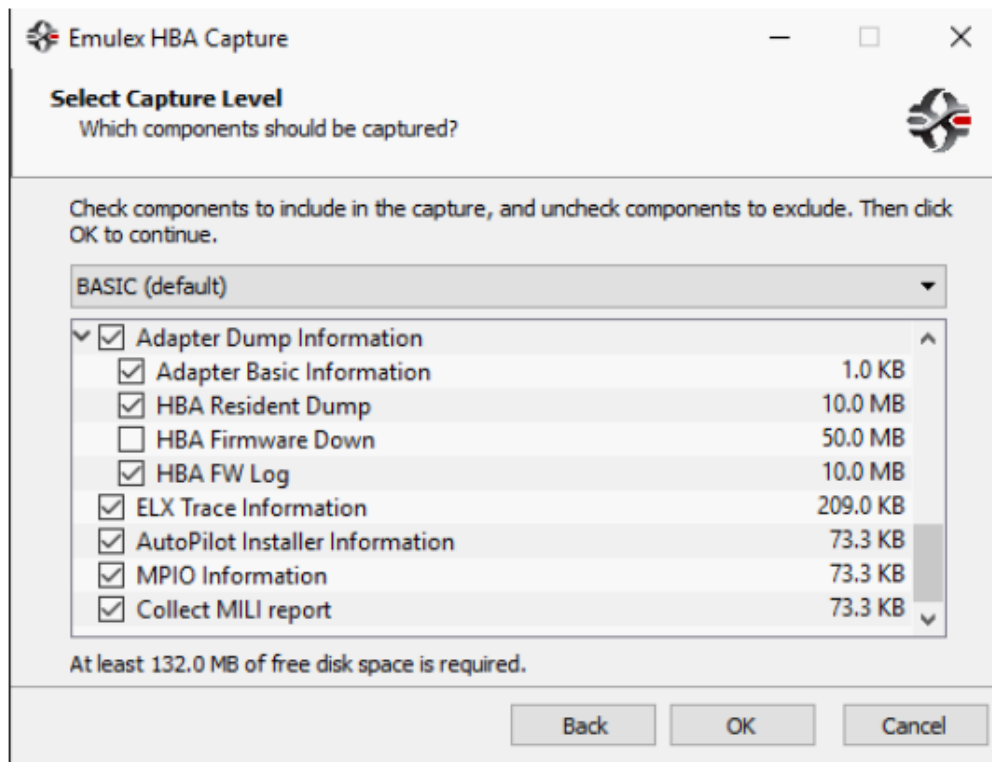 Emulex HBA Capture
Select Capture Level
Which components should be captured?
Check components to include in the capture, and uncheck components to exclude. Then click
OK to continue.
BASIC (default)
Adapter Dump Information
Adapter Basic Information 1.0 KB
HBA Resident Dump 10.0 MB
HBA Firmware Down 50.0 MB
HBA FW Log 10.0 MB
ELX Trace Information 209.0 KB
AutoPilot Installer Information 73.3 KB
MPIO Information 73.3 KB
Collect MILI report 73.3 KB
At least 132.0 MB of free disk space is required.
Back OK Cancel